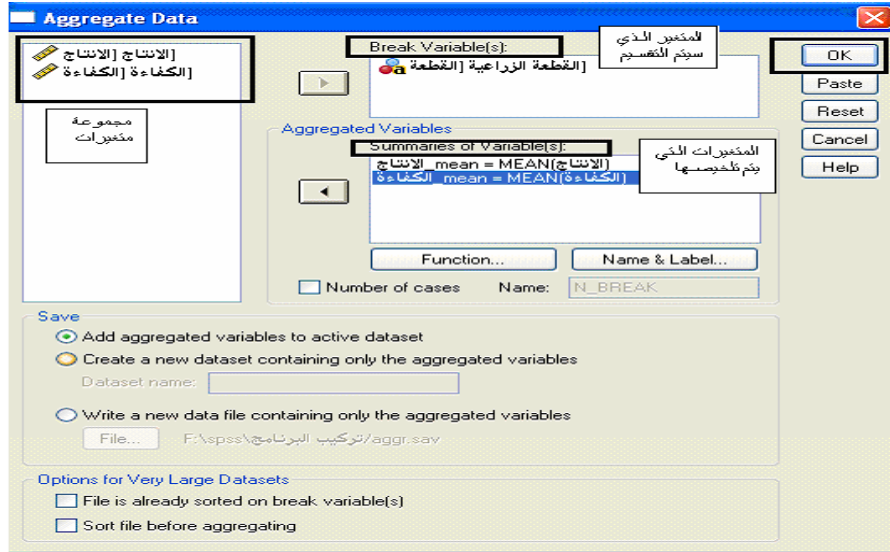 Aggregate Data
الانتاج [الانتاج]
الكفاءة [الكفاءة]
مجموعة
متغيرات
Break Variable(s):
القطعة الزراعية [القطعة]
المتغير الذي
سيتم التقسيم
Aggregated Variables
Summaries of Variable(s):
الانتاج_mean = MEAN(الانتاج)
الكفاءة_mean = MEAN(الكفاءة)
المتغيرات التي
يتم تلخيصها
Function...
Name & Label...
Number of cases
Name:
N_BREAK
OK
Paste
Reset
Cancel
Help
Save
Add aggregated variables to active dataset
Create a new dataset containing only the aggregated variables
Dataset name:
Write a new data file containing only the aggregated variables
File...
F:\spss\تركيب البرنامج/aggr.sav
Options for Very Large Datasets
File is already sorted on break variable(s)
Sort file before aggregating